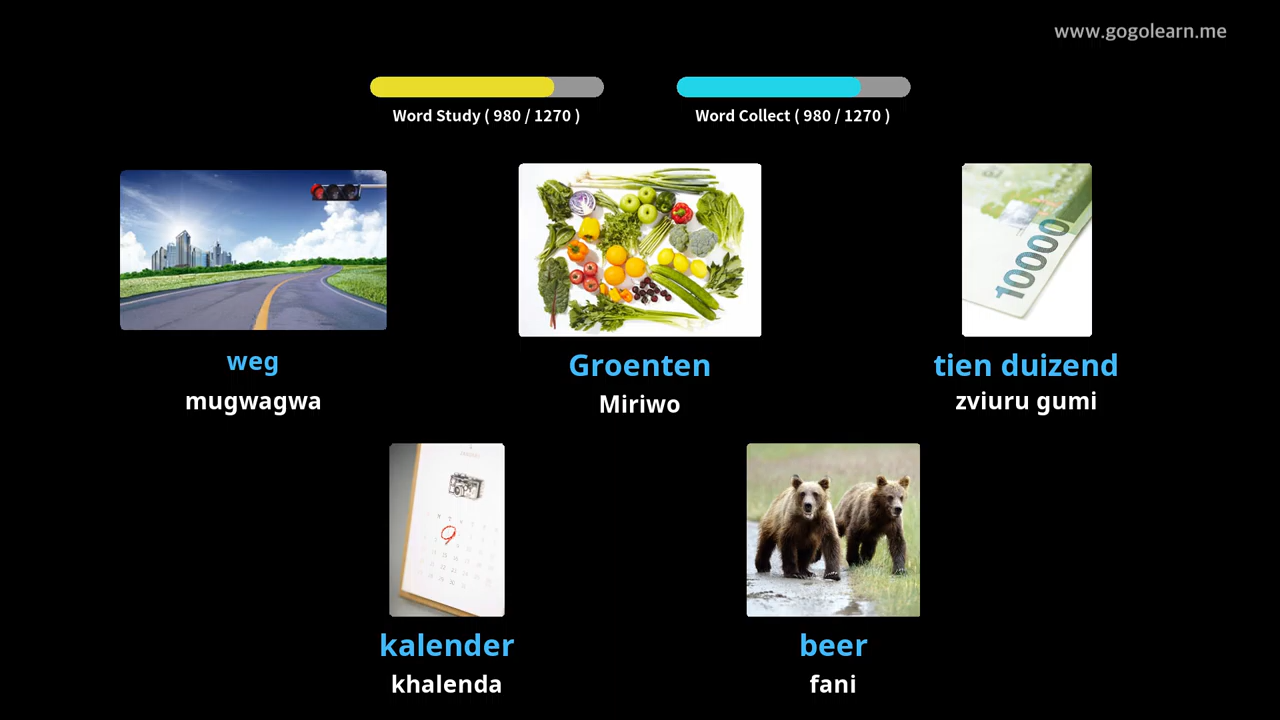 www.gogolearn.me
Word Study ( 980 / 1270 )
Word Collect ( 980 / 1270 )
10000
weg
mugwagwa
Groenten
Miriwo
tien duizend
zviuru gumi
9
kalender
khalenda
beer
fani